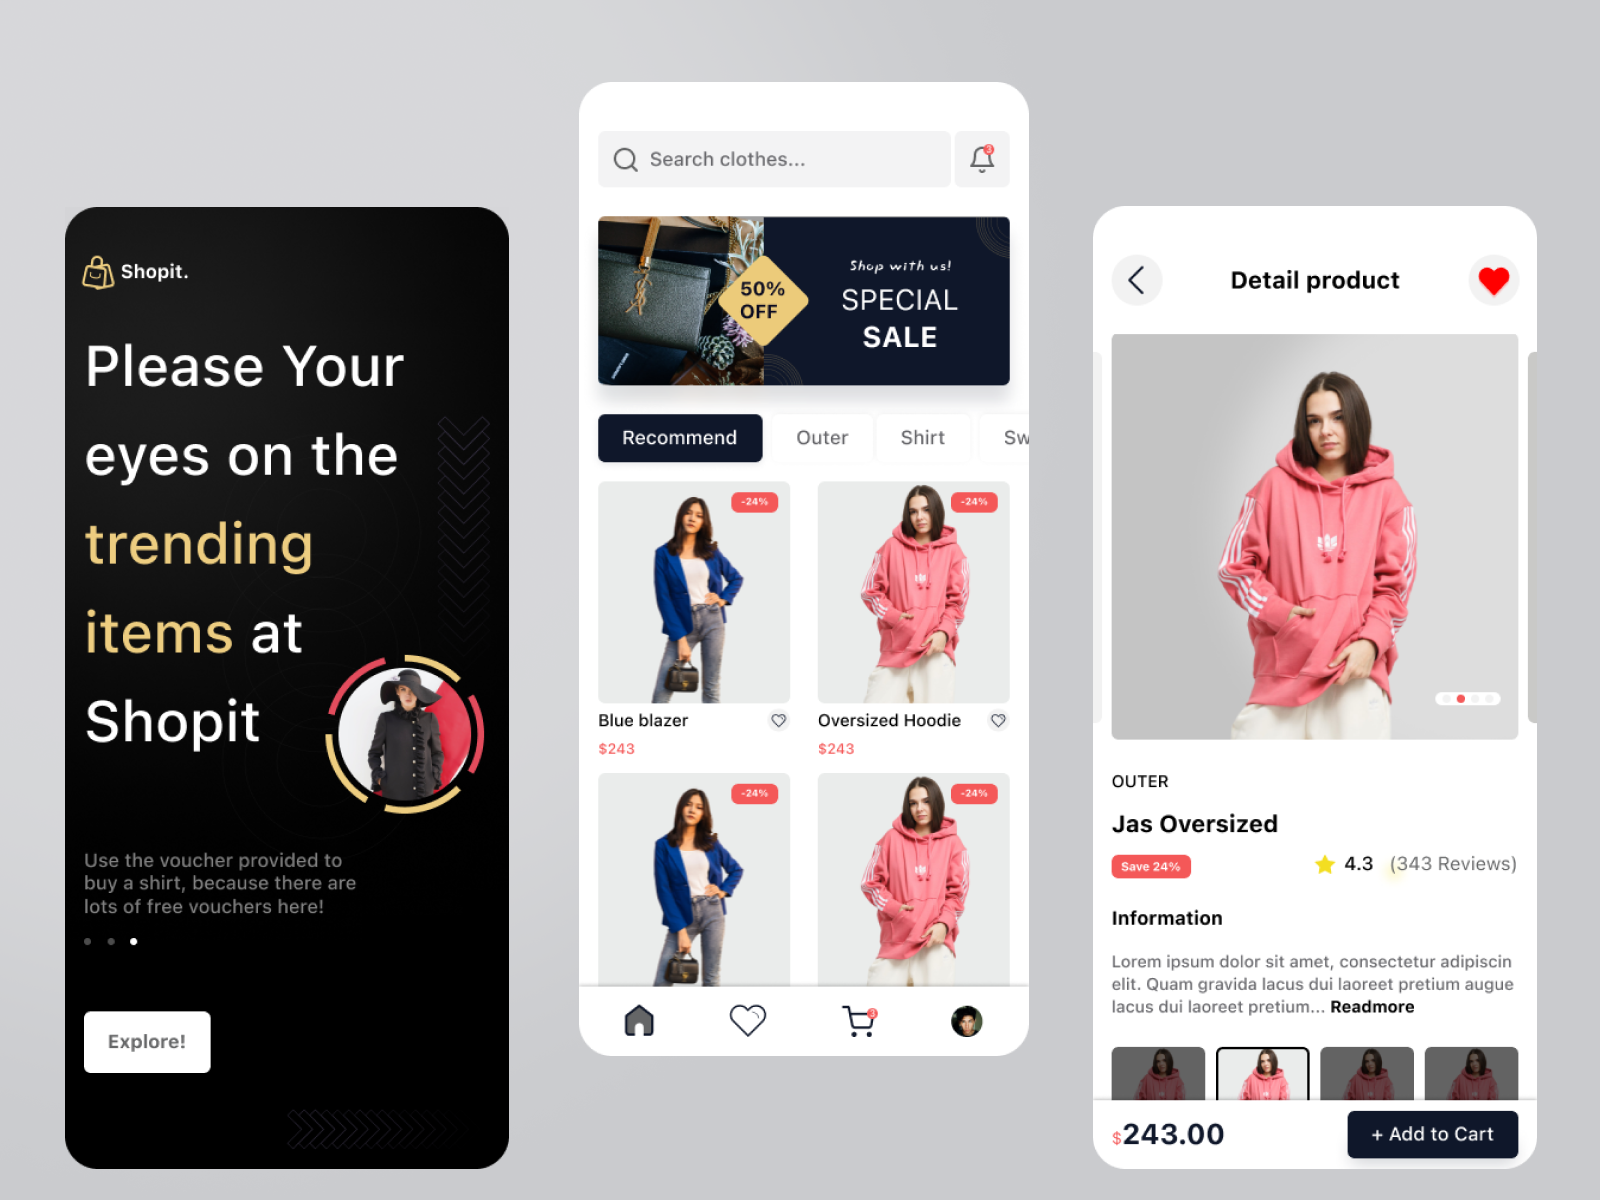 Shopit.
Please Your
eyes on the
trending
items at
Shopit
Use the voucher provided to
buy a shirt, because there are
lots of free vouchers here!
Explore!
Search clothes...
3
50%
OFF
Shop with us!
SPECIAL
SALE
Recommend
Outer
Shirt
Sw
-24%
-24%
Blue blazer
Oversized Hoodie
$243
$243
-24%
-24%
3
Detail product
OUTER
Jas Oversized
Save 24%
4.3
(343 Reviews)
Information
Lorem ipsum dolor sit amet, consectetur adipiscin
elit. Quam gravida lacus dui laoreet pretium augue
lacus dui laoreet pretium... Readmore
$243.00
+ Add to Cart